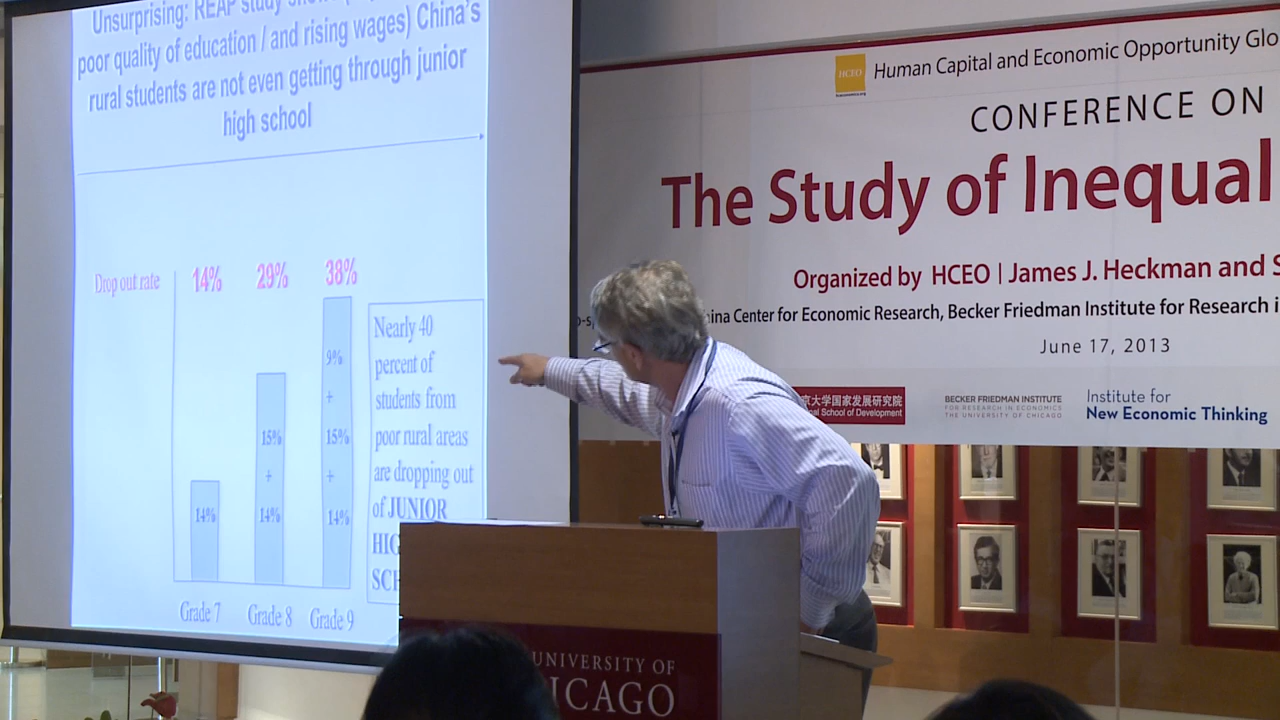 Unsurprising: REAP study
poor quality of education / and rising wages) China's
rural students are not even getting through junior
high school
Drop out rate
14%
29%
38%
14%
15%
+
14%
9%
+
15%
+
14%
Grade 7
Grade 8
Grade 9
Nearly 40
percent of
students from
poor rural areas
are dropping out
of JUNIOR
HIG
SCH
HCEO
Human Capital and Economic Opportunity Glo
CONFERENCE ON
The Study of Inequal
Organized by HCEO | James J. Heckman and S
ina Center for Economic Research, Becker Friedman Institute for Research i
June 17, 2013
京大学国家发展研究院
al School of Development
BECKER FRIEDMAN INSTITUTE
FOR RESEARCH IN ECONOMICS
THE UNIVERSITY OF CHICAGO
Institute for
New Economic Thinking
UNIVERSITY OF
ICAGO